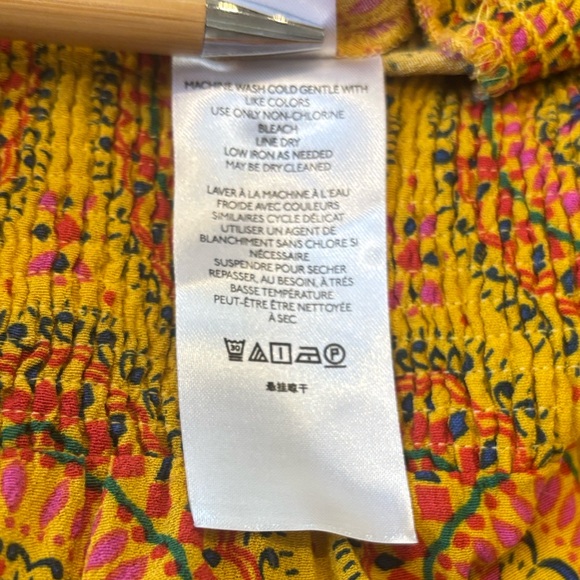 MACHINE WASH COLD GENTLE WITH
LIKE COLORS
USE ONLY NON-CHLORINE
BLEACH
LINE DRY
LOW IRON AS NEEDED
MAY BE DRY CLEANED
LAVER À LA MACHINE À L'EAU
FROIDE AVEC COULEURS
SIMILAIRES CYCLE DÉLICAT
UTILISER UN AGENT DE
BLANCHIMENT SANS CHLORE SI
NÉCESSAIRE
SUSPENDRE POUR SÉCHER
REPASSER, AU BESOIN, À TRÈS
BASSE TEMPÉRATURE
PEUT-ÊTRE ÊTRE NETTOYÉE
À SEC
30 P
悬挂晾干